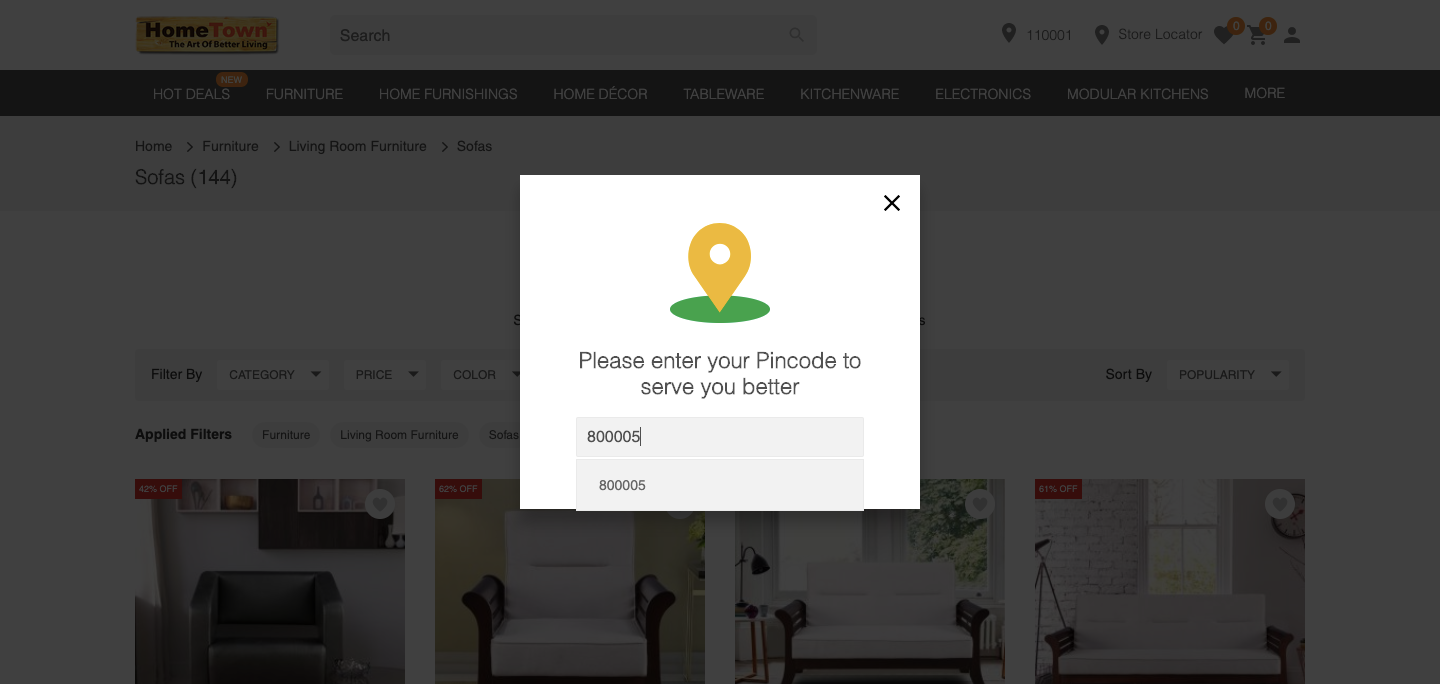 HomeTown
The Art Of Better Living
Search
110001
Store Locator
0
0
NEW
HOT DEALS
FURNITURE
HOME FURNISHINGS
HOME DÉCOR
TABLEWARE
KITCHENWARE
ELECTRONICS
MODULAR KITCHENS
MORE
Home
Furniture
Living Room Furniture
Sofas
Sofas (144)
Please enter your Pincode to
serve you better
800005
800005
Filter By
CATEGORY
PRICE
COLOR
Sort By
POPULARITY
Applied Filters
Furniture
Living Room Furniture
Sofas
42% OFF
62% OFF
61% OFF